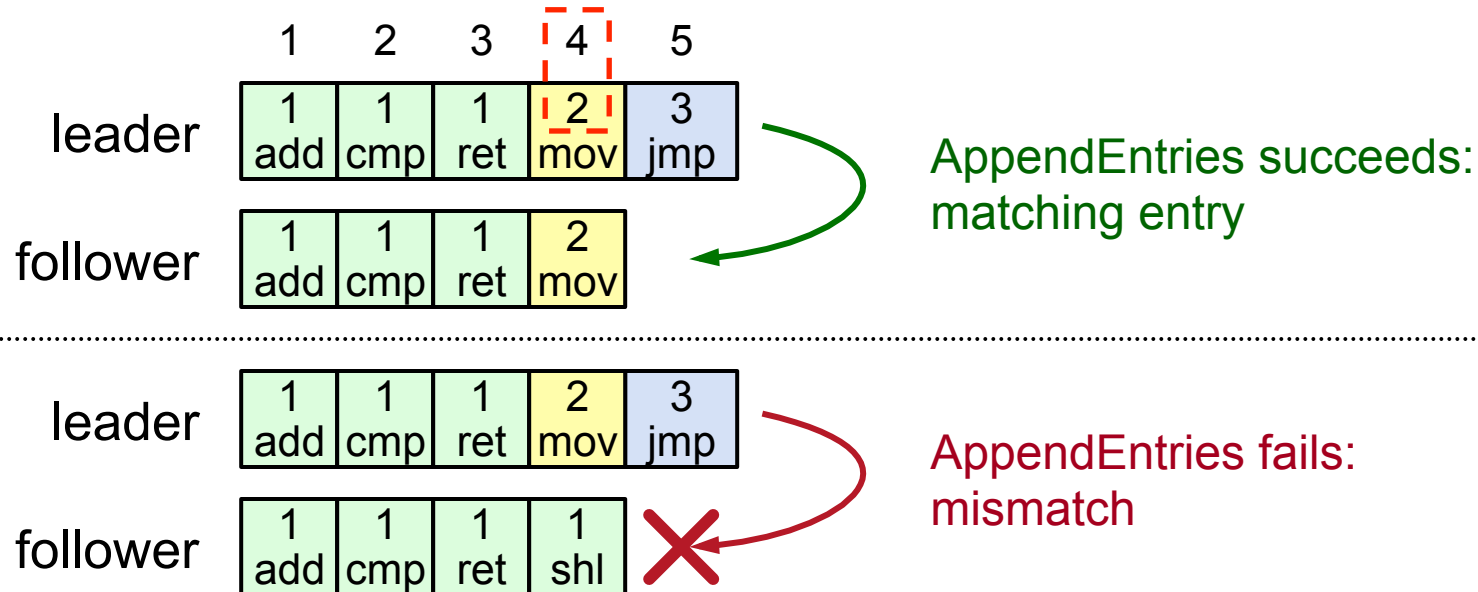 1 2 3 4 5
leader
1 1 1 2 3
add cmp ret mov jmp
AppendEntries succeeds:
matching entry
follower
1 1 1 2
add cmp ret mov
leader
1 1 1 2 3
add cmp ret mov jmp
AppendEntries fails:
mismatch
follower
1 1 1 1
add cmp ret shl